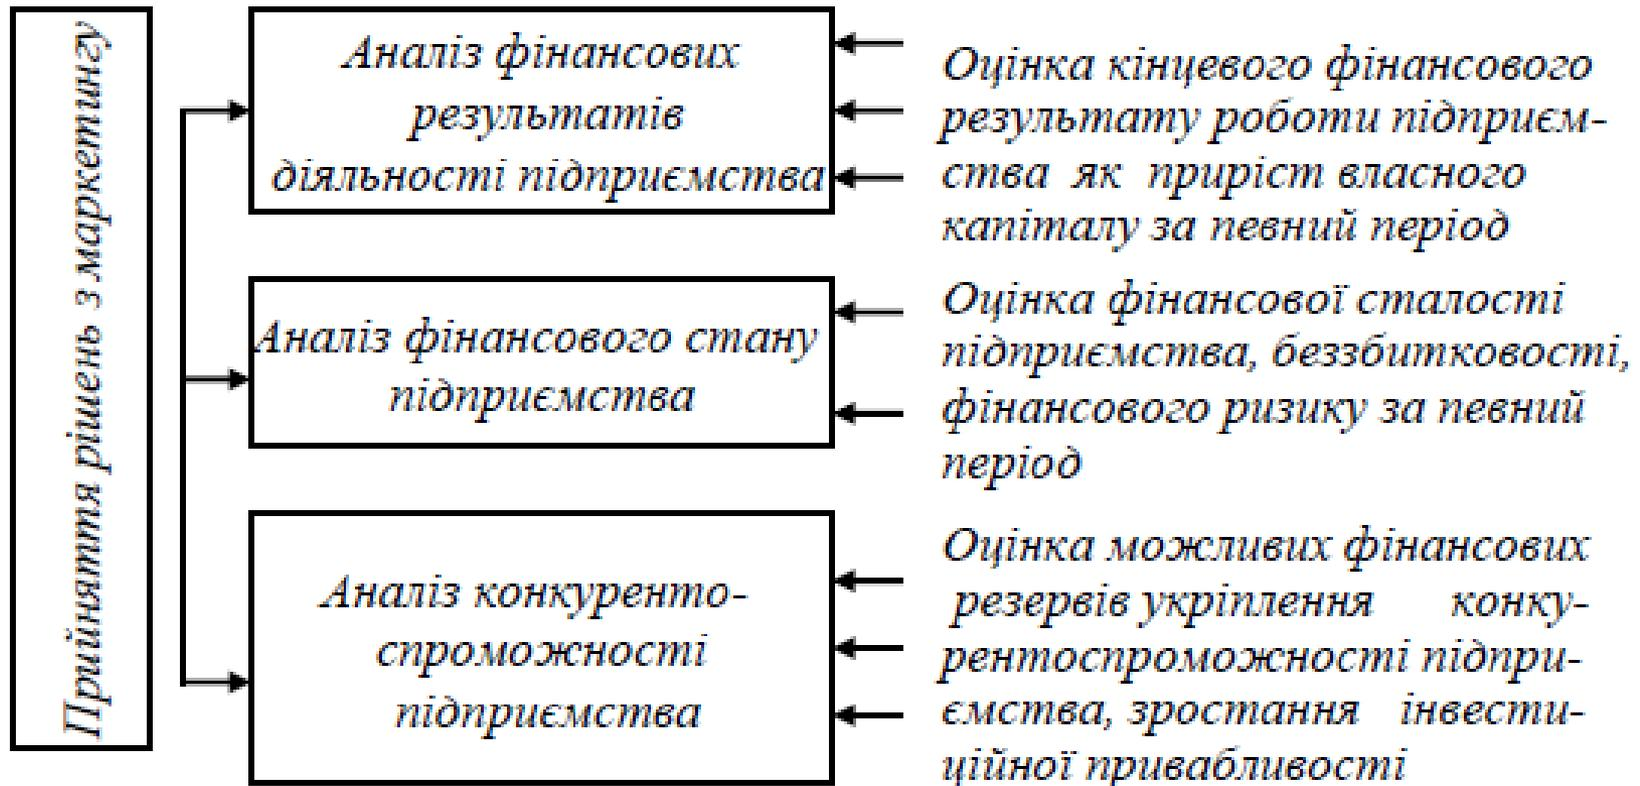 Прийняття рішень з маркетингу
Аналіз фінансових
результатів
діяльності підприємства
Оцінка кінцевого фінансового
результату роботи підприєм-
ства як приріст власного
капіталу за певний період
Аналіз фінансового стану
підприємства
Оцінка фінансової сталості
підприємства, беззбитковості,
фінансового ризику за певний
період
Аналіз конкуренто-
спроможності
підприємства
Оцінка можливих фінансових
резервів укріплення конку-
рентоспроможності підпри-
ємства, зростання інвести-
ційної привабливості